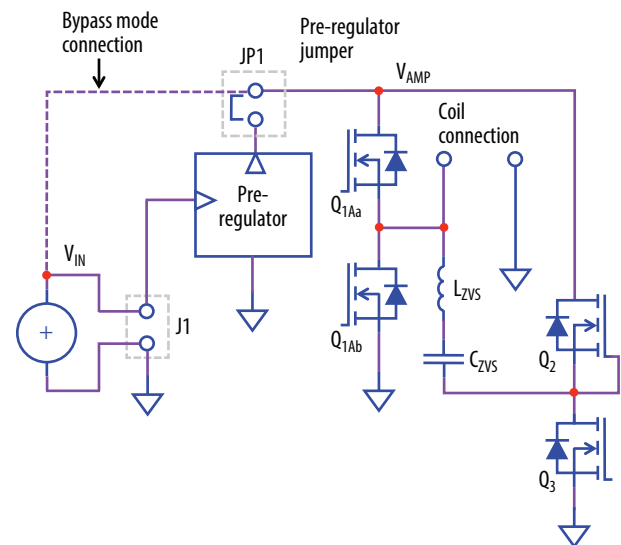 Bypass mode
connection
JP1
Pre-regulator
jumper
VAMP
Coil
connection
Pre-
regulator
Q1Aa
VIN
J1
LZVS
+
Q1Ab
CZVS
Q2
Q3